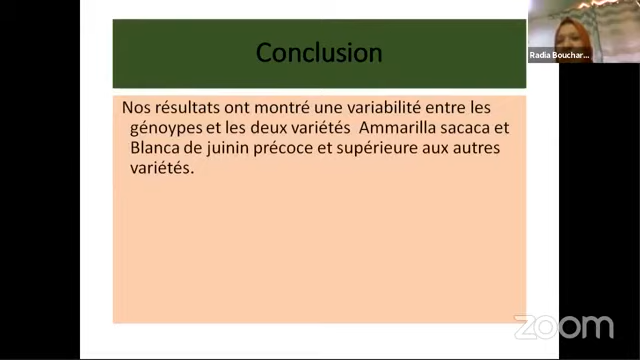 Conclusion
Radia Bouchar...
Nos résultats ont montré une variabilité entre les
génoypes et les deux variétés Ammarilla sacaca et
Blanca de juinin précoce et supérieure aux autres
variétés.
zoom